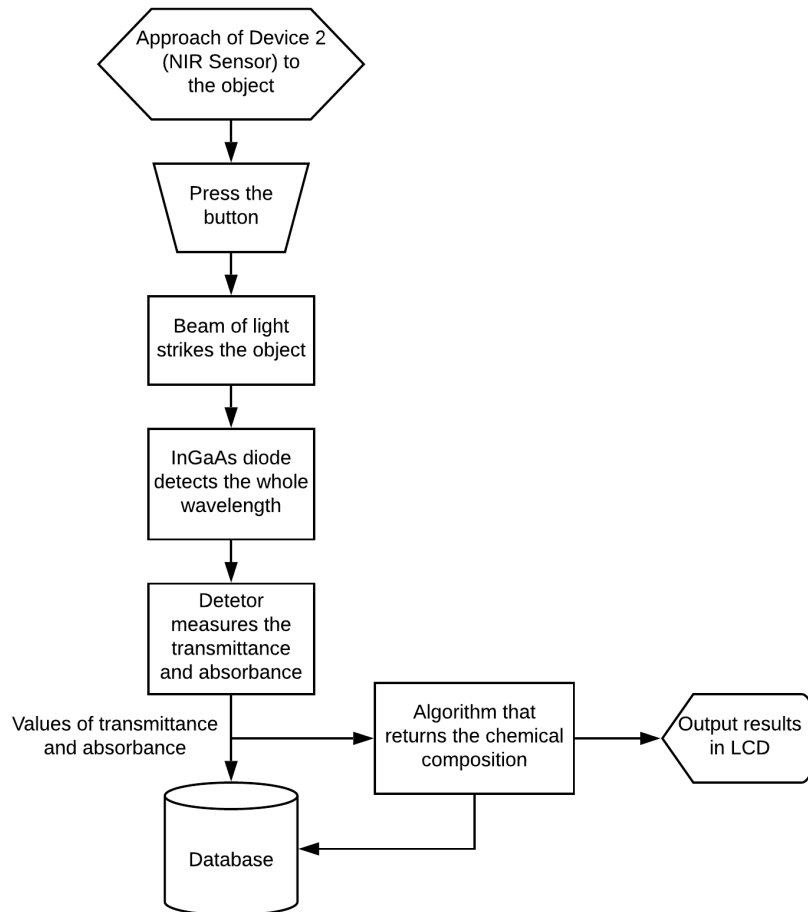 Approach of Device 2
(NIR Sensor) to
the object
Press the
button
Beam of light
strikes the object
InGaAs diode
detects the whole
wavelength
Detetor
measures the
transmittance
and absorbance
Values of transmittance
and absorbance
Algorithm that
returns the chemical
composition
Output results
in LCD
Database